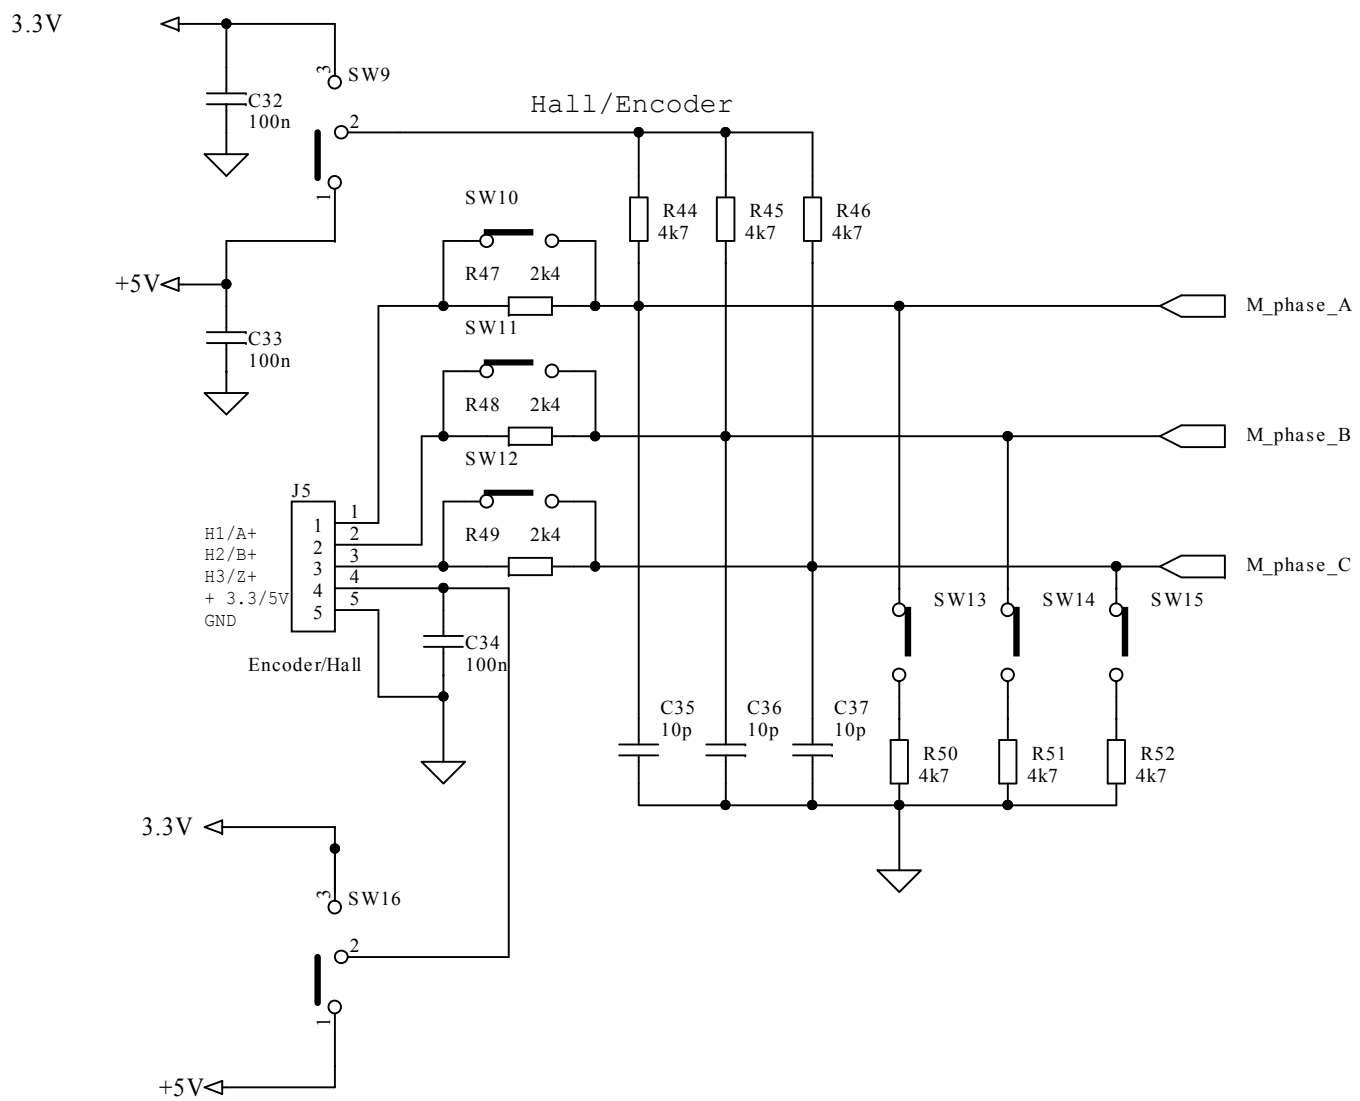 3.3V
3
SW9
C32
100n
Hall/Encoder
2
1
SW10
R44
4k7
R45
4k7
R46
4k7
R47 2k4
+5V
M_phase_A
SW11
C33
100n
R48 2k4
M_phase_B
SW12
J5
R49 2k4
1 1
2 2
3 3
4 4
5 5
H1/A+
H2/B+
H3/Z+
+ 3.3/5V
GND
M_phase_C
SW13
SW14
SW15
C34
100n
Encoder/Hall
C35
10p
C36
10p
C37
10p
R50
4k7
R51
4k7
R52
4k7
3.3V
3
SW16
2
1
+5V